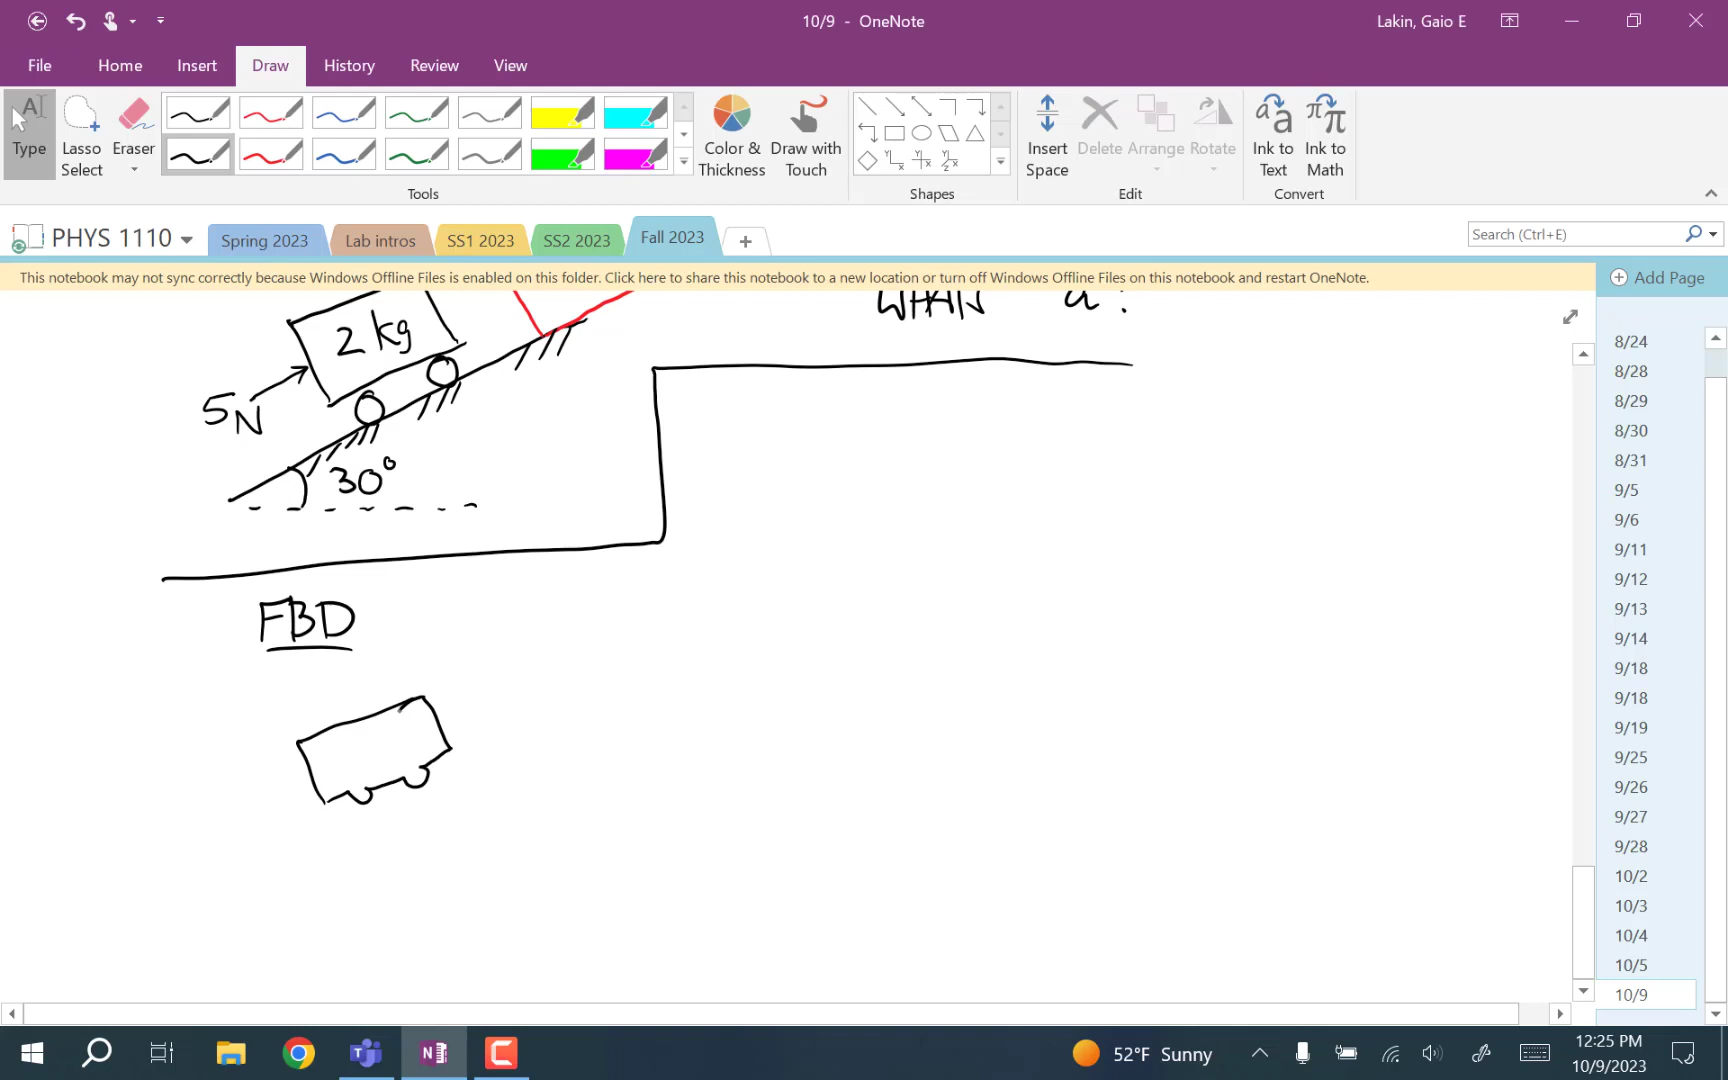 10/9 - OneNote
Lakin, Gaio E
File Home Insert Draw History Review View
Type
Lasso Select
Eraser
Color & Thickness
Draw with Touch
Insert Space
Delete
Arrange
Rotate
Ink to Text
Ink to Math
Tools
Shapes
Edit
Convert
PHYS 1110
Spring 2023
Lab intros
SS1 2023
SS2 2023
Fall 2023
Search (Ctrl+E)
This notebook may not sync correctly because Windows Offline Files is enabled on this folder. Click here to share this notebook to a new location or turn off Windows Offline Files on this notebook and restart OneNote.
Add Page
2 kg
5N
30°
FBD
8/24
8/28
8/29
8/30
8/31
9/5
9/6
9/11
9/12
9/13
9/14
9/18
9/18
9/19
9/25
9/26
9/27
9/28
10/2
10/3
10/4
10/5
10/9
52°F Sunny
12:25 PM
10/9/2023